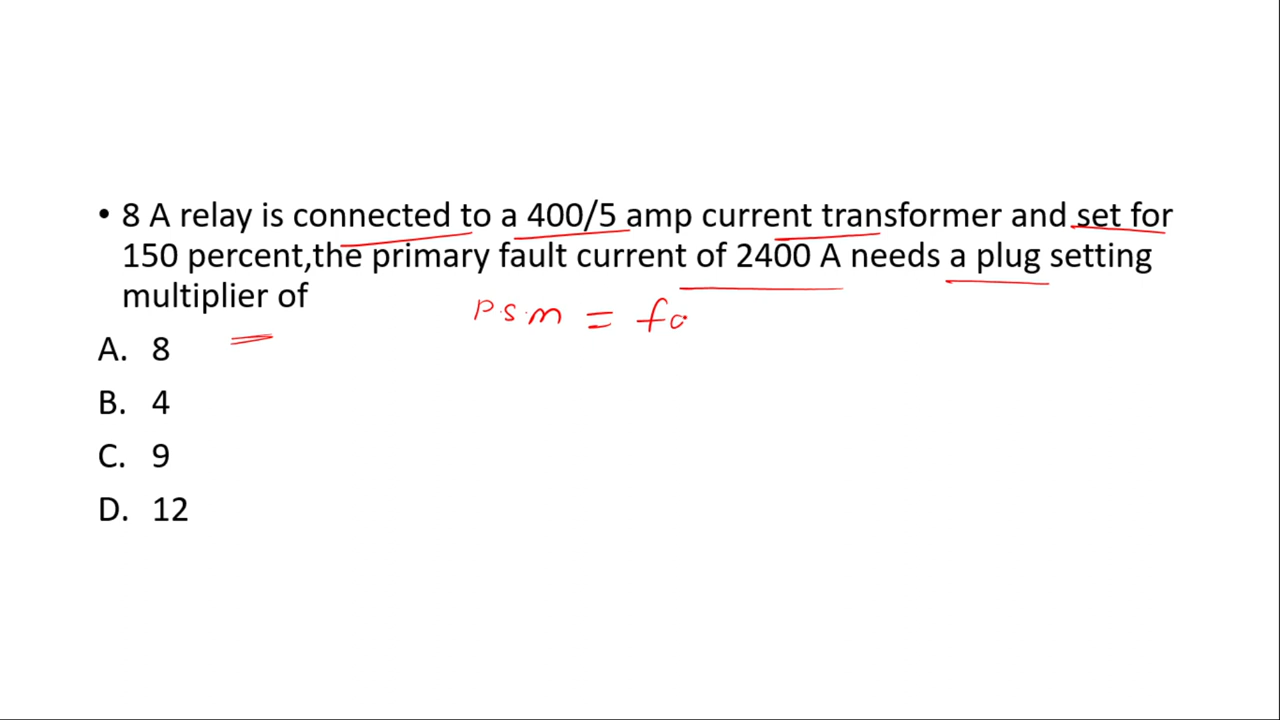 • 8 A relay is connected to a 400/5 amp current transformer and set for
150 percent,the primary fault current of 2400 A needs a plug setting
multiplier of
P.S.M = fa
A. 8
B. 4
C. 9
D. 12